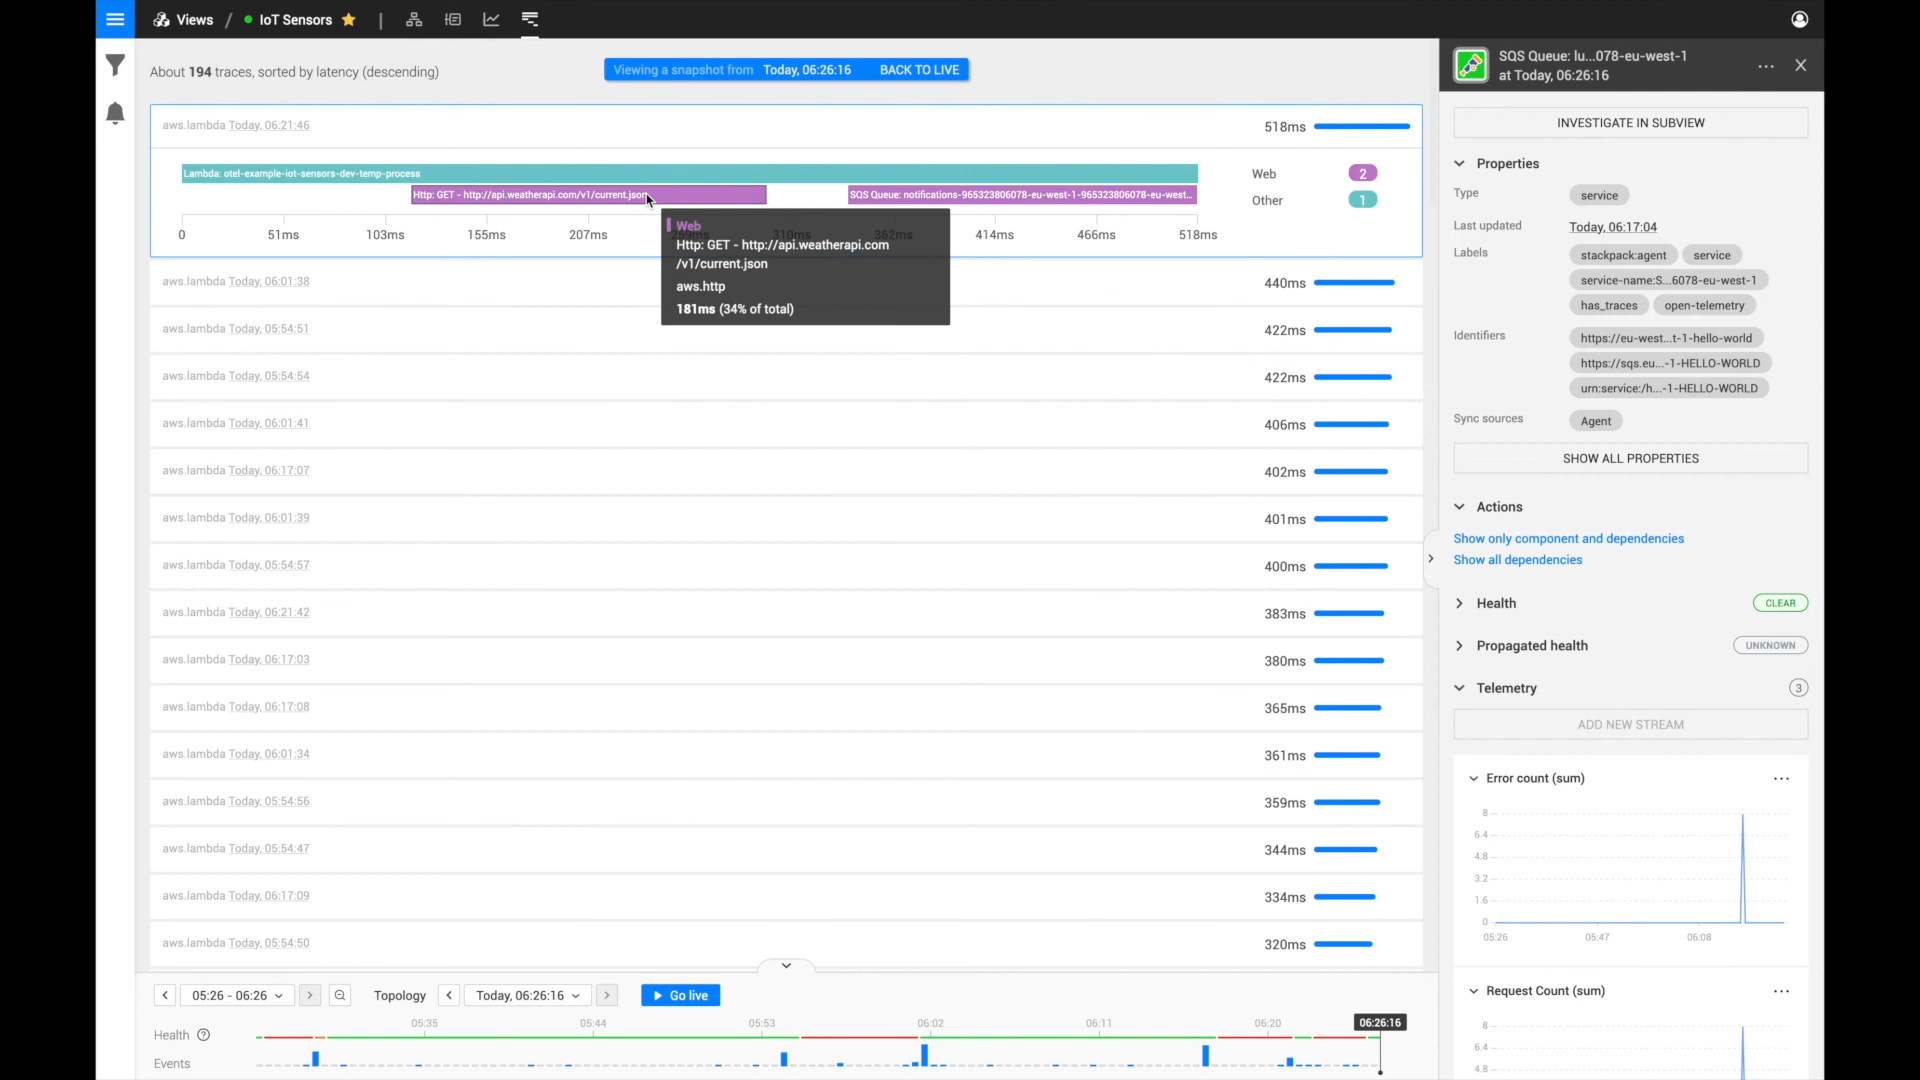 Views / IoT Sensors
About 194 traces, sorted by latency (descending)
Viewing a snapshot from Today, 06:26:16 BACK TO LIVE
aws.lambda Today, 06:21:46 518ms
Lambda: otel-example-iot-sensors-dev-temp-process
Http: GET - http://api.weatherapi.com/v1/current.json
SQS Queue: notifications-965323806078-eu-west-1-965323806078-eu-west...
Web 2
Other 1
0 51ms 103ms 155ms 207ms 259ms 310ms 362ms 414ms 466ms 518ms
Web
Http: GET - http://api.weatherapi.com
/v1/current.json
aws.http
181ms (34% of total)
aws.lambda Today, 06:01:38 440ms
aws.lambda Today, 05:54:51 422ms
aws.lambda Today, 05:54:54 422ms
aws.lambda Today, 06:01:41 406ms
aws.lambda Today, 06:17:07 402ms
aws.lambda Today, 06:01:39 401ms
aws.lambda Today, 05:54:57 400ms
aws.lambda Today, 06:21:42 383ms
aws.lambda Today, 06:17:03 380ms
aws.lambda Today, 06:17:08 365ms
aws.lambda Today, 06:01:34 361ms
aws.lambda Today, 05:54:56 359ms
aws.lambda Today, 05:54:47 344ms
aws.lambda Today, 06:17:09 334ms
aws.lambda Today, 05:54:50 320ms
05:26 - 06:26 Topology Today, 06:26:16 Go live
05:35 05:44 05:53 06:02 06:11 06:20 06:26:16
Health ?
Events
SQS Queue: lu...078-eu-west-1
at Today, 06:26:16
INVESTIGATE IN SUBVIEW
Properties
Type service
Last updated Today, 06:17:04
Labels stackpack:agent service
service-name:S...6078-eu-west-1
has_traces open-telemetry
Identifiers https://eu-west...t-1-hello-world
https://sqs.eu...-1-HELLO-WORLD
urn:service:/h...-1-HELLO-WORLD
Sync sources Agent
SHOW ALL PROPERTIES
Actions
Show only component and dependencies
Show all dependencies
Health CLEAR
Propagated health UNKNOWN
Telemetry 3
ADD NEW STREAM
Error count (sum)
8
6.4
4.8
3.2
1.6
0
05:26 05:47 06:08
Request Count (sum)
8
6.4
4.8